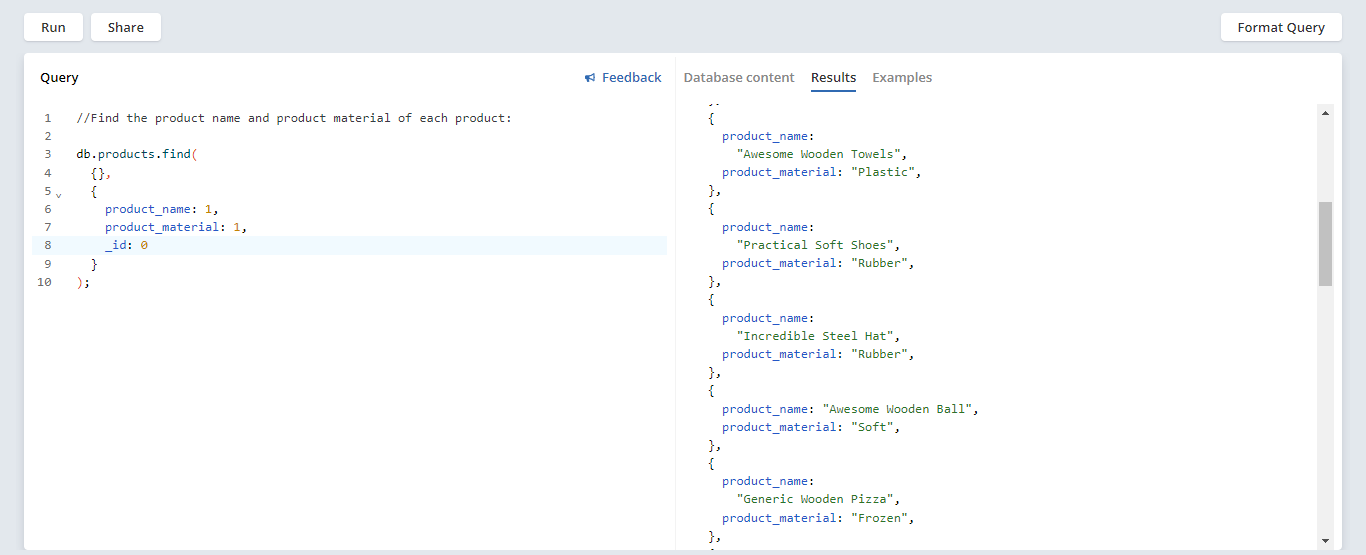 Run
Share
Format Query
Query
Feedback
Database content
Results
Examples
1 //Find the product name and product material of each product:
2
3 db.products.find(
4 {},
5 {
6 product_name: 1,
7 product_material: 1,
8 _id: 0
9 }
10 );
},
{
product_name:
"Awesome Wooden Towels",
product_material: "Plastic",
},
{
product_name:
"Practical Soft Shoes",
product_material: "Rubber",
},
{
product_name:
"Incredible Steel Hat",
product_material: "Rubber",
},
{
product_name: "Awesome Wooden Ball",
product_material: "Soft",
},
{
product_name:
"Generic Wooden Pizza",
product_material: "Frozen",
},